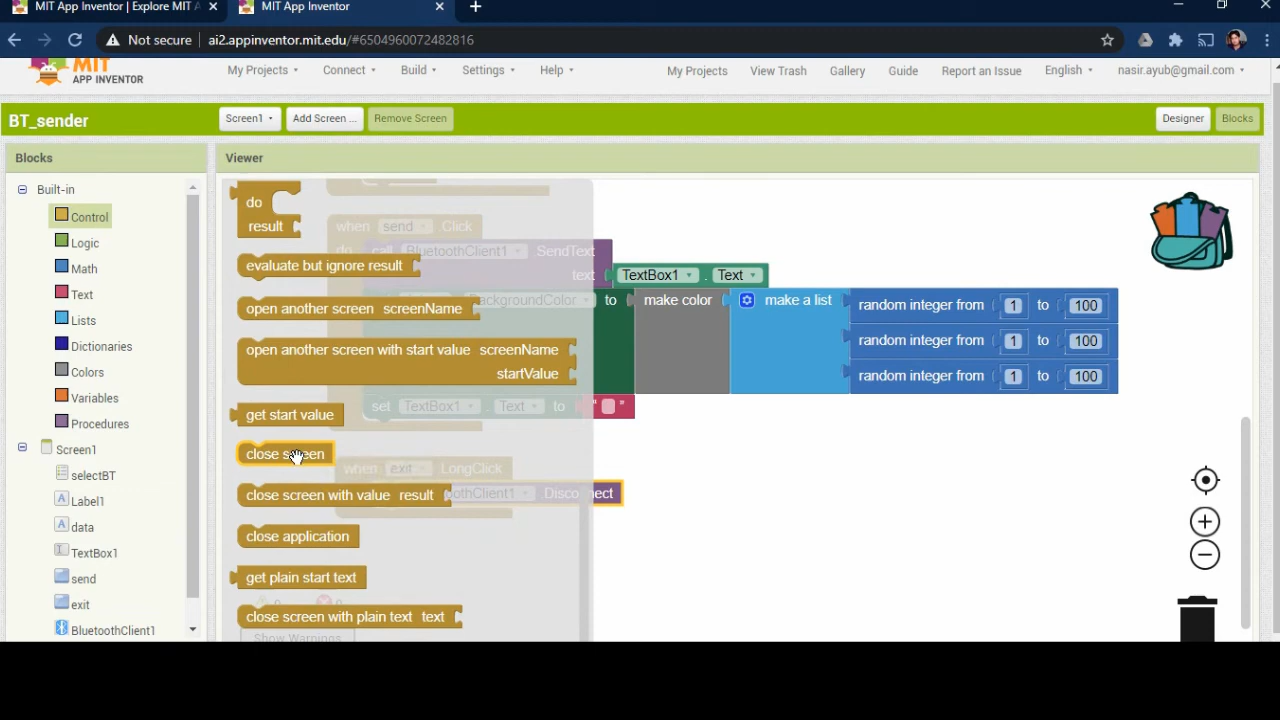 MIT App Inventor | Explore MIT A
MIT App Inventor
Not secure ai2.appinventor.mit.edu/#6504960072482816
MIT
APP INVENTOR
My Projects Connect Build Settings Help My Projects View Trash Gallery Guide Report an Issue English nasir.ayub@gmail.com
BT_sender Screen1 Add Screen ... Remove Screen Designer Blocks
Blocks Viewer
Built-in
Control
Logic
Math
Text
Lists
Dictionaries
Colors
Variables
Procedures
Screen1
selectBT
Label1
data
TextBox1
send
exit
BluetoothClient1
do
result
evaluate but ignore result
open another screen screenName
open another screen with start value screenName
startValue
get start value
close screen
close screen with value result
close application
get plain start text
close screen with plain text text
when send .Click
do call BluetoothClient1 .SendText
text TextBox1 . Text
BackgroundColor to make color make a list random integer from 1 to 100
random integer from 1 to 100
random integer from 1 to 100
set TextBox1 . Text to " "
when exit .LongClick
othClient1 .Disconnect
0 0
Show Warnings